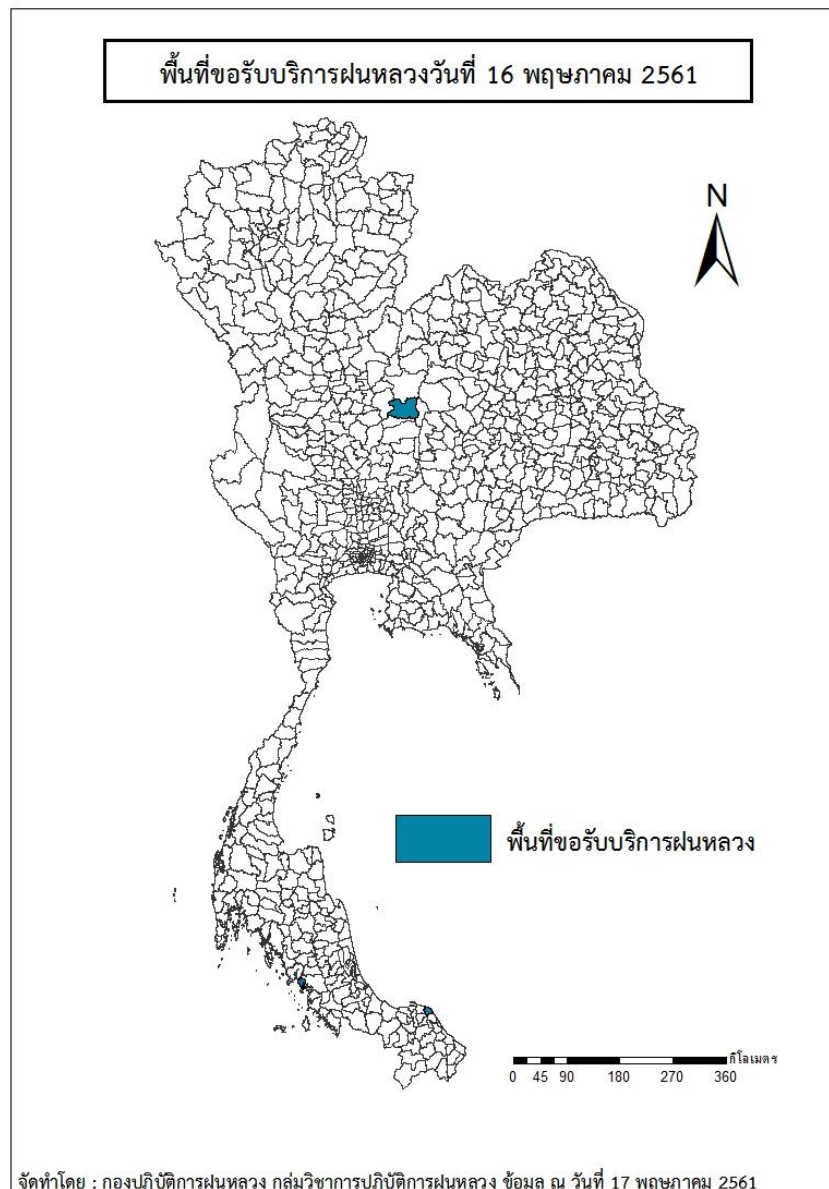 พื้นที่ขอรับบริการฝนหลวงวันที่ 16 พฤษภาคม 2561
N
พื้นที่ขอรับบริการฝนหลวง
กิโลเมตร
0 45 90 180 270 360
จัดทำโดย : กองปฏิบัติการฝนหลวง กลุ่มวิชาการปฏิบัติการฝนหลวง ข้อมูล ณ วันที่ 17 พฤษภาคม 2561